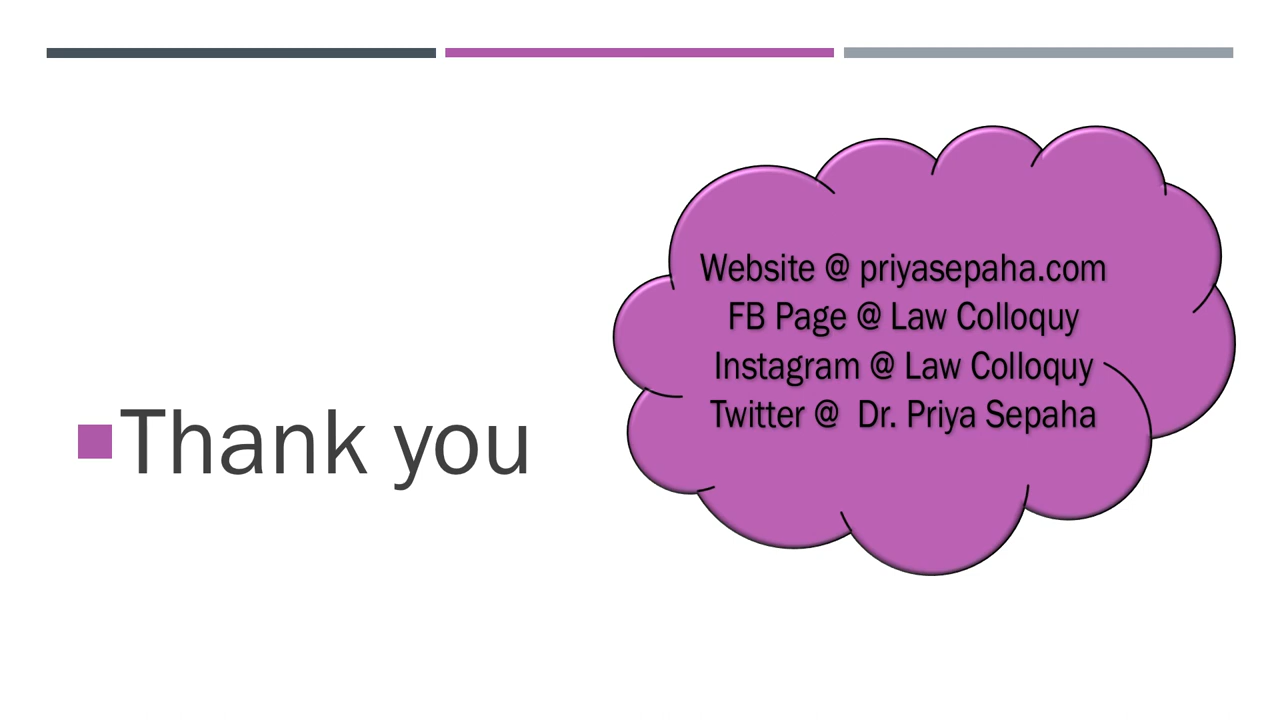 Thank you
Website @ priyasepaha.com
FB Page @ Law Colloquy
Instagram @ Law Colloquy
Twitter @  Dr. Priya Sepaha